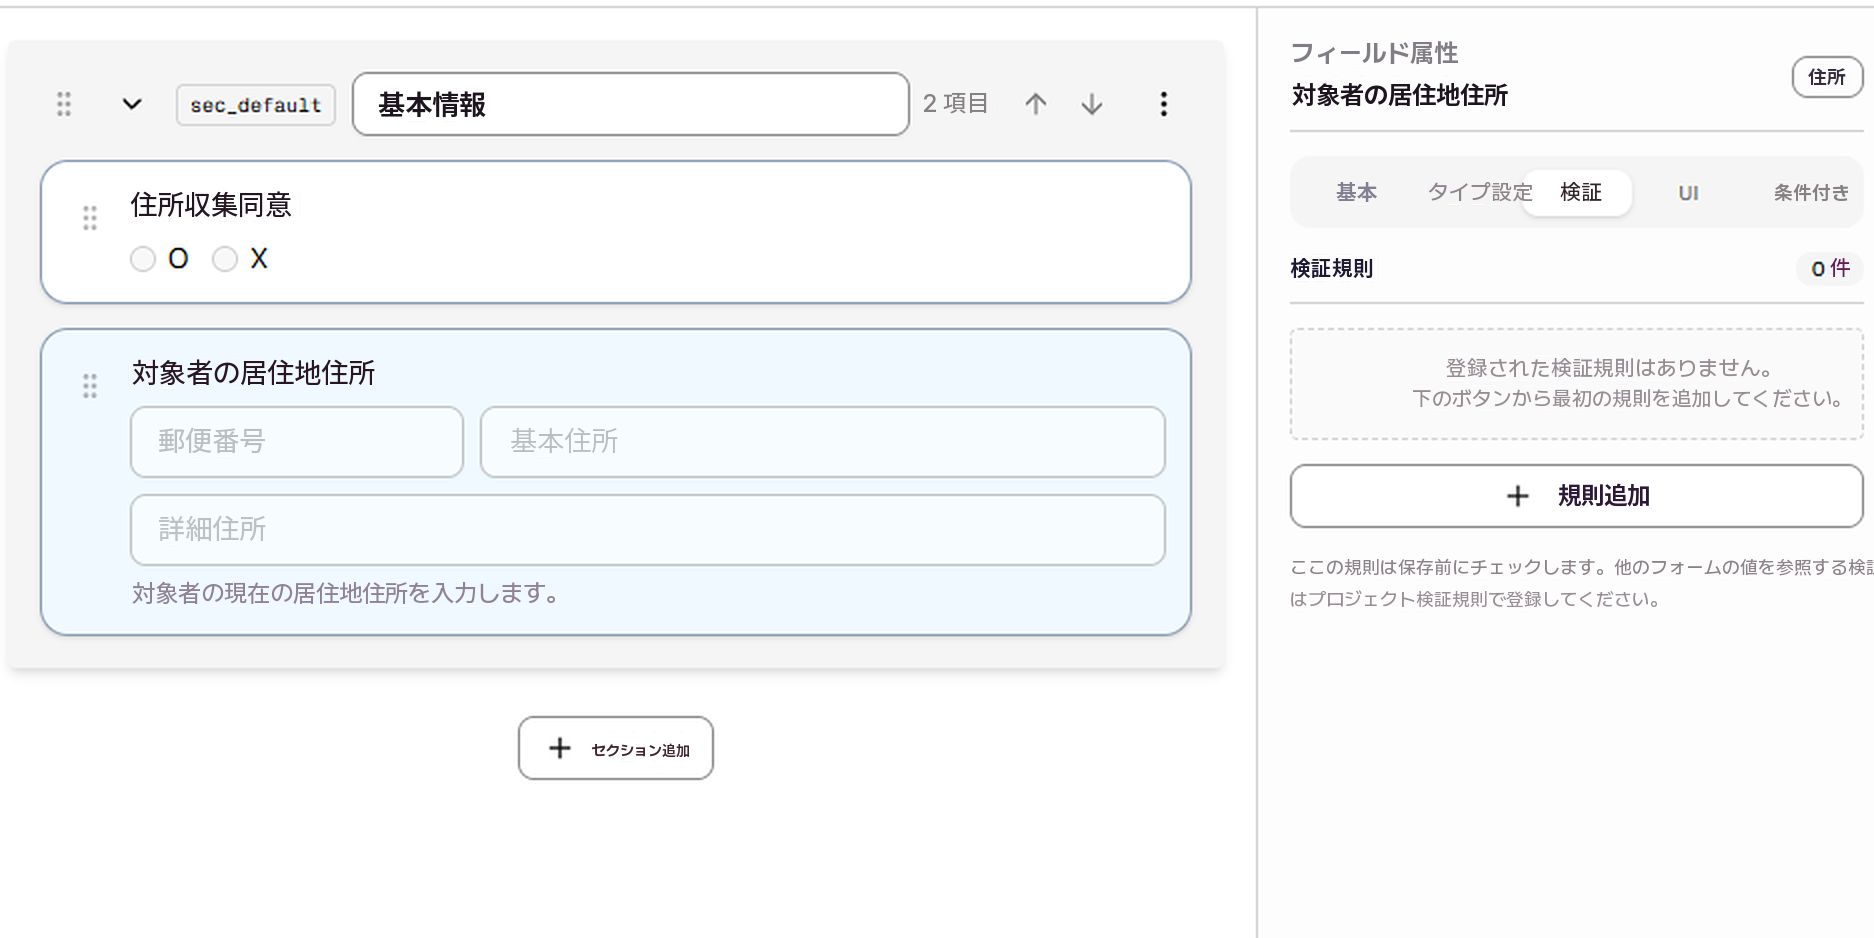 sec_default 基本情報 2 項目
住所収集同意
O X
対象者の居住地住所
郵便番号 基本住所
詳細住所
対象者の現在の居住地住所を入力します。
セクション追加
フィールド属性
対象者の居住地住所
住所
基本 タイプ設定 検証 UI 条件付き
検証規則 0 件
登録された検証規則はありません。
下のボタンから最初の規則を追加してください。
規則追加
ここの規則は保存前にチェックします。他のフォームの値を参照する検証
はプロジェクト検証規則で登録してください。